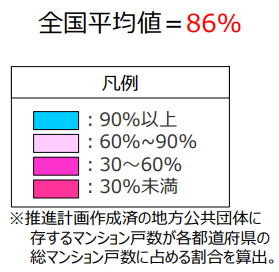 全国平均値＝86%
凡例
：90%以上
：60%~90%
：30～60%
：30%未満
※推進計画作成済の地方公共団体に
存するマンション戸数が各都道府県の
総マンション戸数に占める割合を算出。